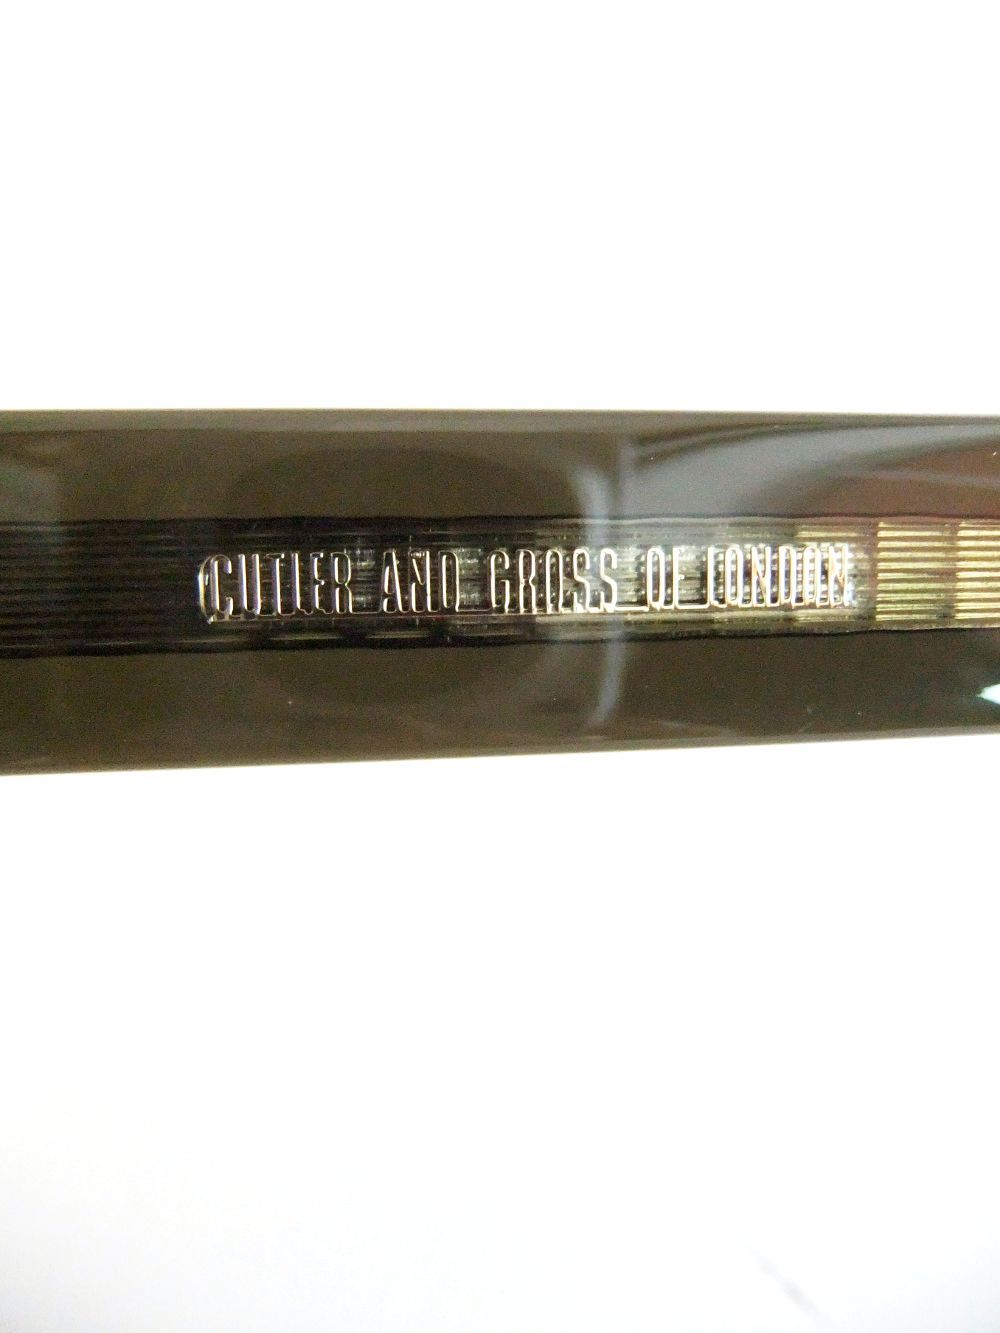 CUTLER AND GROSS OF LONDON